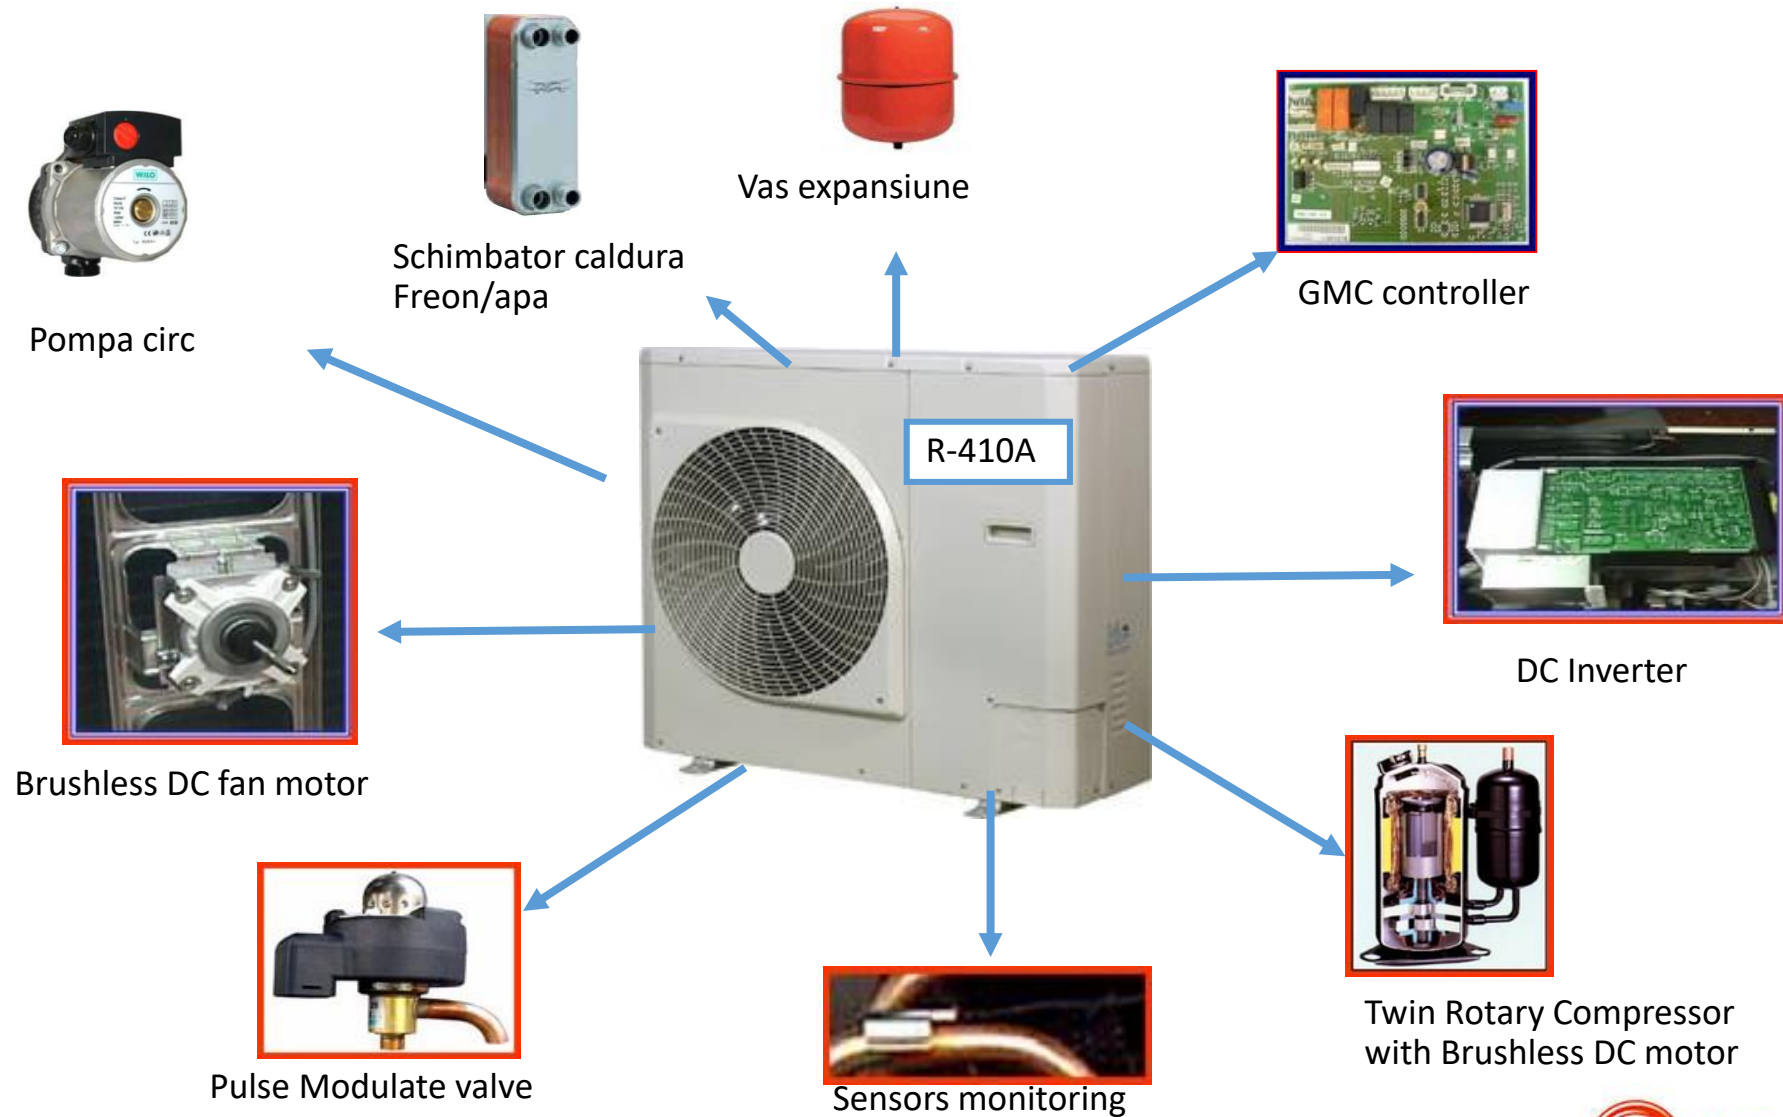 Vas expansiune
Schimbator caldura
Freon/apa
GMC controller
WILO
Pompa circ
R-410A
DC Inverter
Brushless DC fan motor
Twin Rotary Compressor
with Brushless DC motor
Pulse Modulate valve
Sensors monitoring